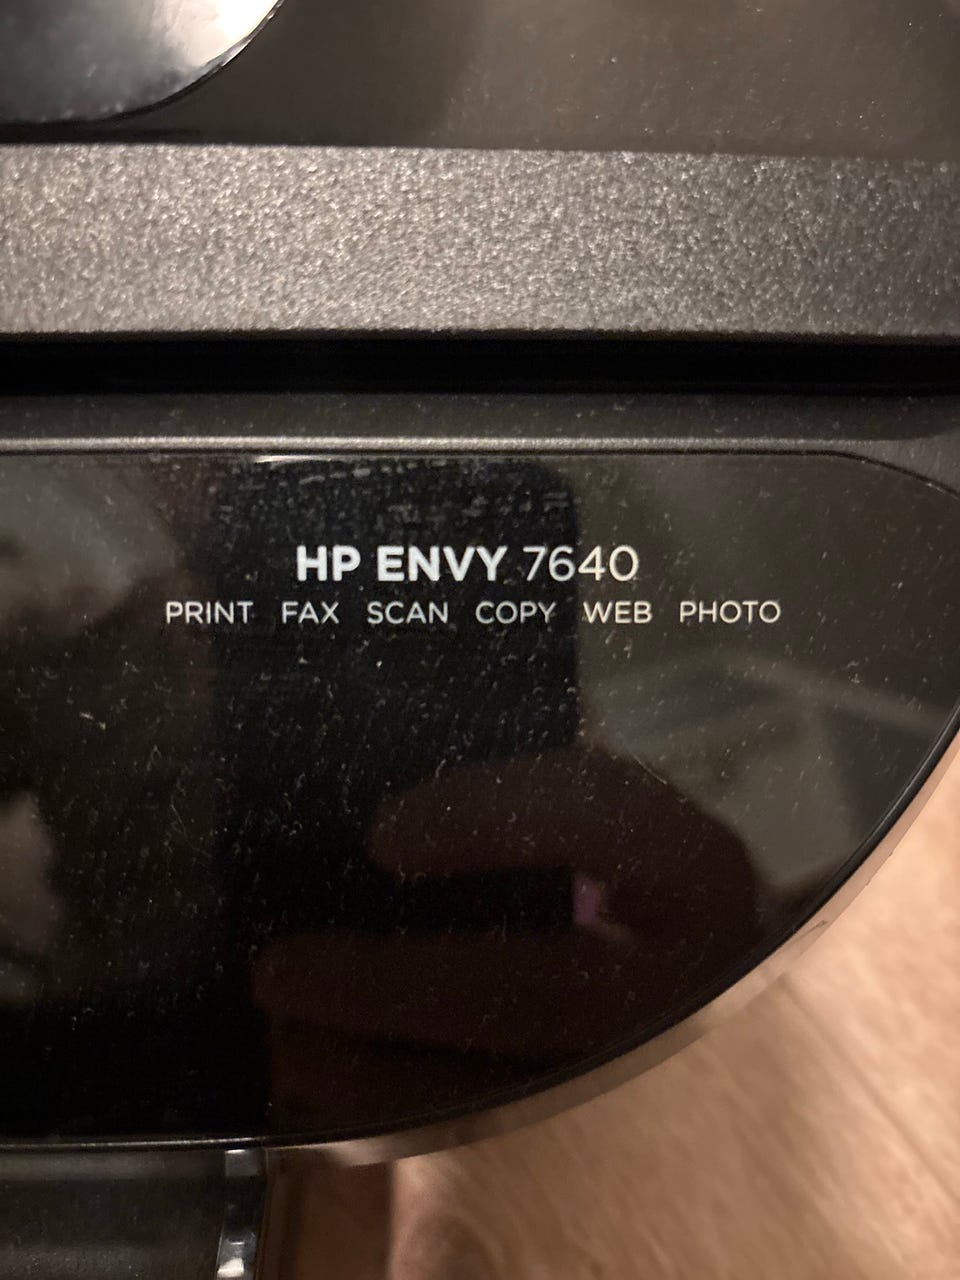 HP ENVY 7640
PRINT FAX SCAN COPY WEB PHOTO